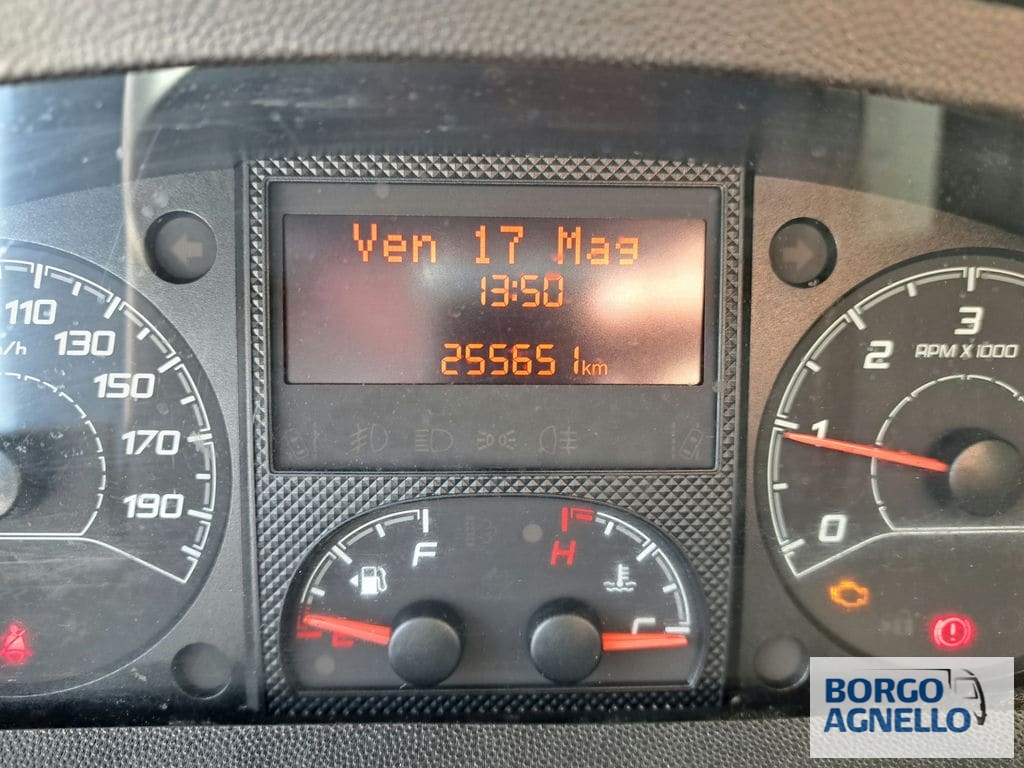 Ven 17 Mag
13:50
255651 km
110
130
150
170
190
3
2
RPM X 1000
1
0
F
E
H
C
BORGO
AGNELLO